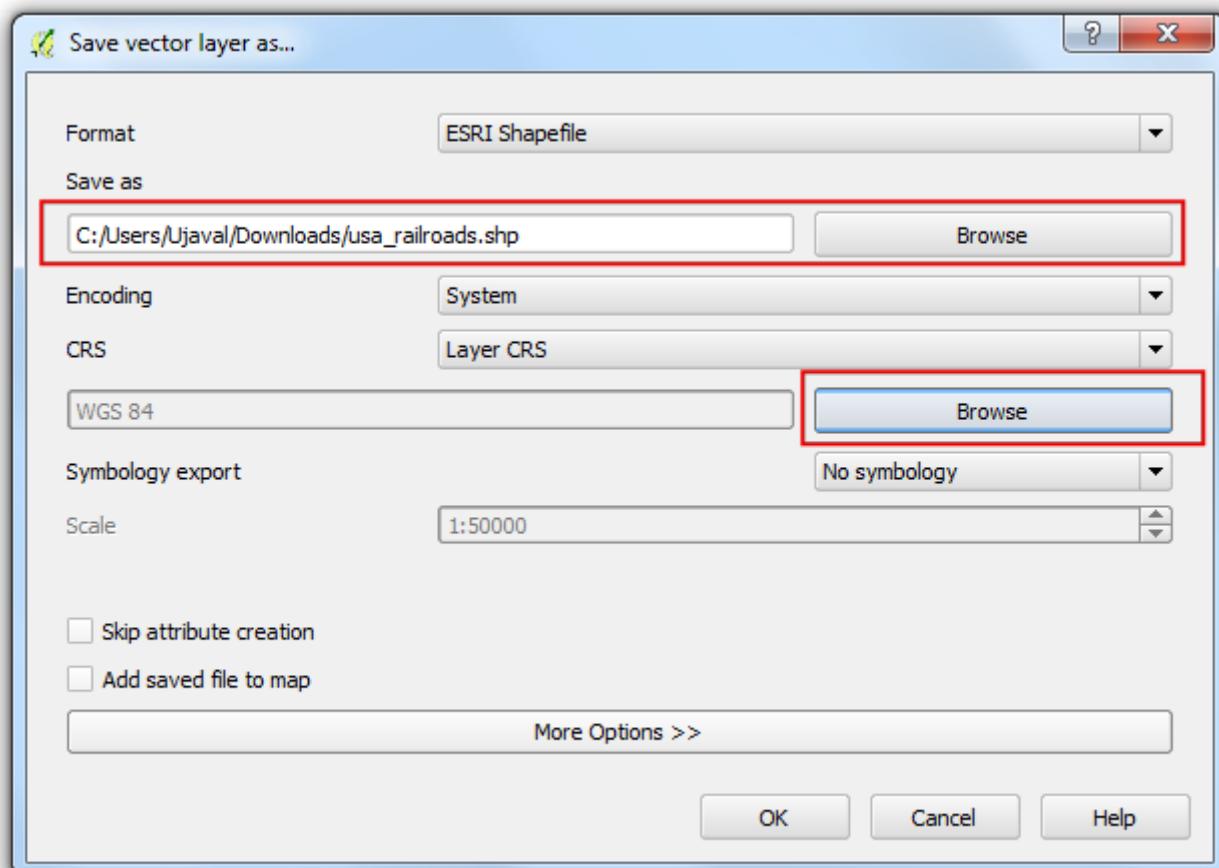 Save vector layer as...
Format ESRI Shapefile
Save as
C:/Users/Ujaval/Downloads/usa_railroads.shp Browse
Encoding System
CRS Layer CRS
WGS 84 Browse
Symbology export No symbology
Scale 1:50000
Skip attribute creation
Add saved file to map
More Options >>
OK Cancel Help